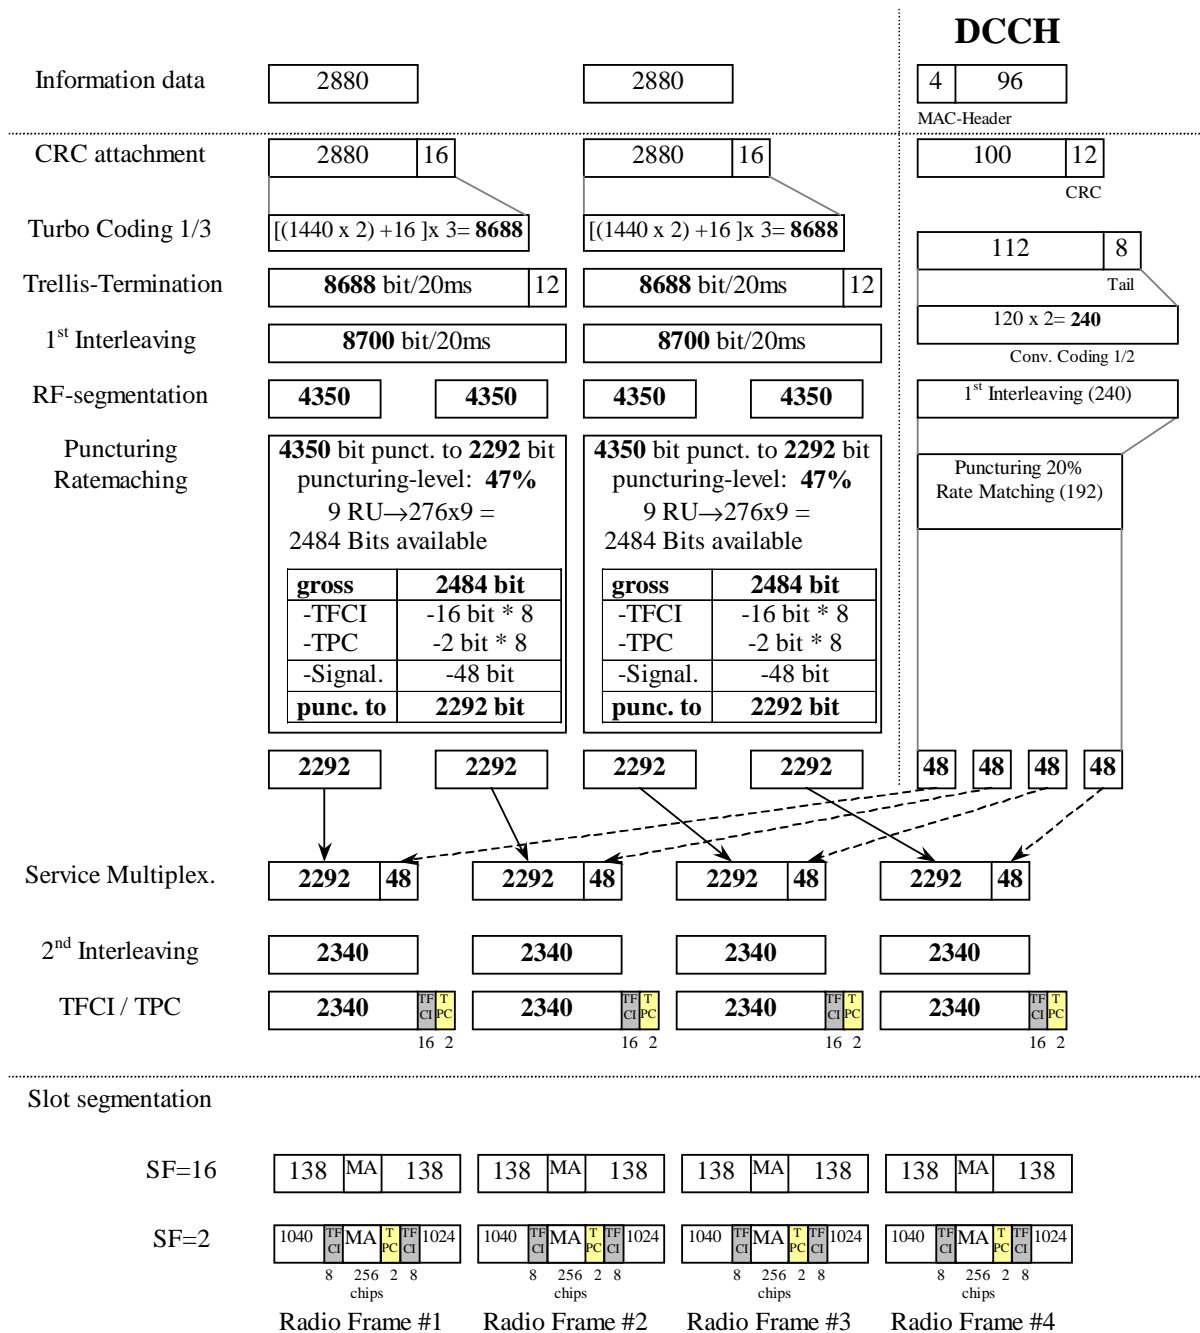 DCCH
Information data 2880 2880 4 96
MAC-Header
CRC attachment 2880 16 2880 16 100 12
CRC
Turbo Coding 1/3 [(1440 x 2) +16 ]x 3= 8688 [(1440 x 2) +16 ]x 3= 8688
112 8
Tail
Trellis-Termination 8688 bit/20ms 12 8688 bit/20ms 12
120 x 2= 240
Conv. Coding 1/2
1st Interleaving 8700 bit/20ms 8700 bit/20ms
RF-segmentation 4350 4350 4350 4350 1st Interleaving (240)
Puncturing
Ratemaching
4350 bit punct. to 2292 bit
puncturing-level: 47%
9 RU→276x9 =
2484 Bits available
gross 2484 bit
-TFCI -16 bit * 8
-TPC -2 bit * 8
-Signal. -48 bit
punc. to 2292 bit
4350 bit punct. to 2292 bit
puncturing-level: 47%
9 RU→276x9 =
2484 Bits available
gross 2484 bit
-TFCI -16 bit * 8
-TPC -2 bit * 8
-Signal. -48 bit
punc. to 2292 bit
Puncturing 20%
Rate Matching (192)
2292 2292 2292 2292 48 48 48 48
Service Multiplex. 2292 48 2292 48 2292 48 2292 48
2nd Interleaving 2340 2340 2340 2340
TFCI / TPC 2340 TF CI T PC 2340 TF CI T PC 2340 TF CI T PC 2340 TF CI T PC
16 2 16 2 16 2 16 2
Slot segmentation
SF=16 138 MA 138 138 MA 138 138 MA 138 138 MA 138
SF=2 1040 TF CI MA T PC TF CI 1024 1040 TF CI MA T PC TF CI 1024 1040 TF CI MA T PC TF CI 1024 1040 TF CI MA T PC TF CI 1024
8 256 2 8 8 256 2 8 8 256 2 8 8 256 2 8
chips chips chips chips
Radio Frame #1 Radio Frame #2 Radio Frame #3 Radio Frame #4